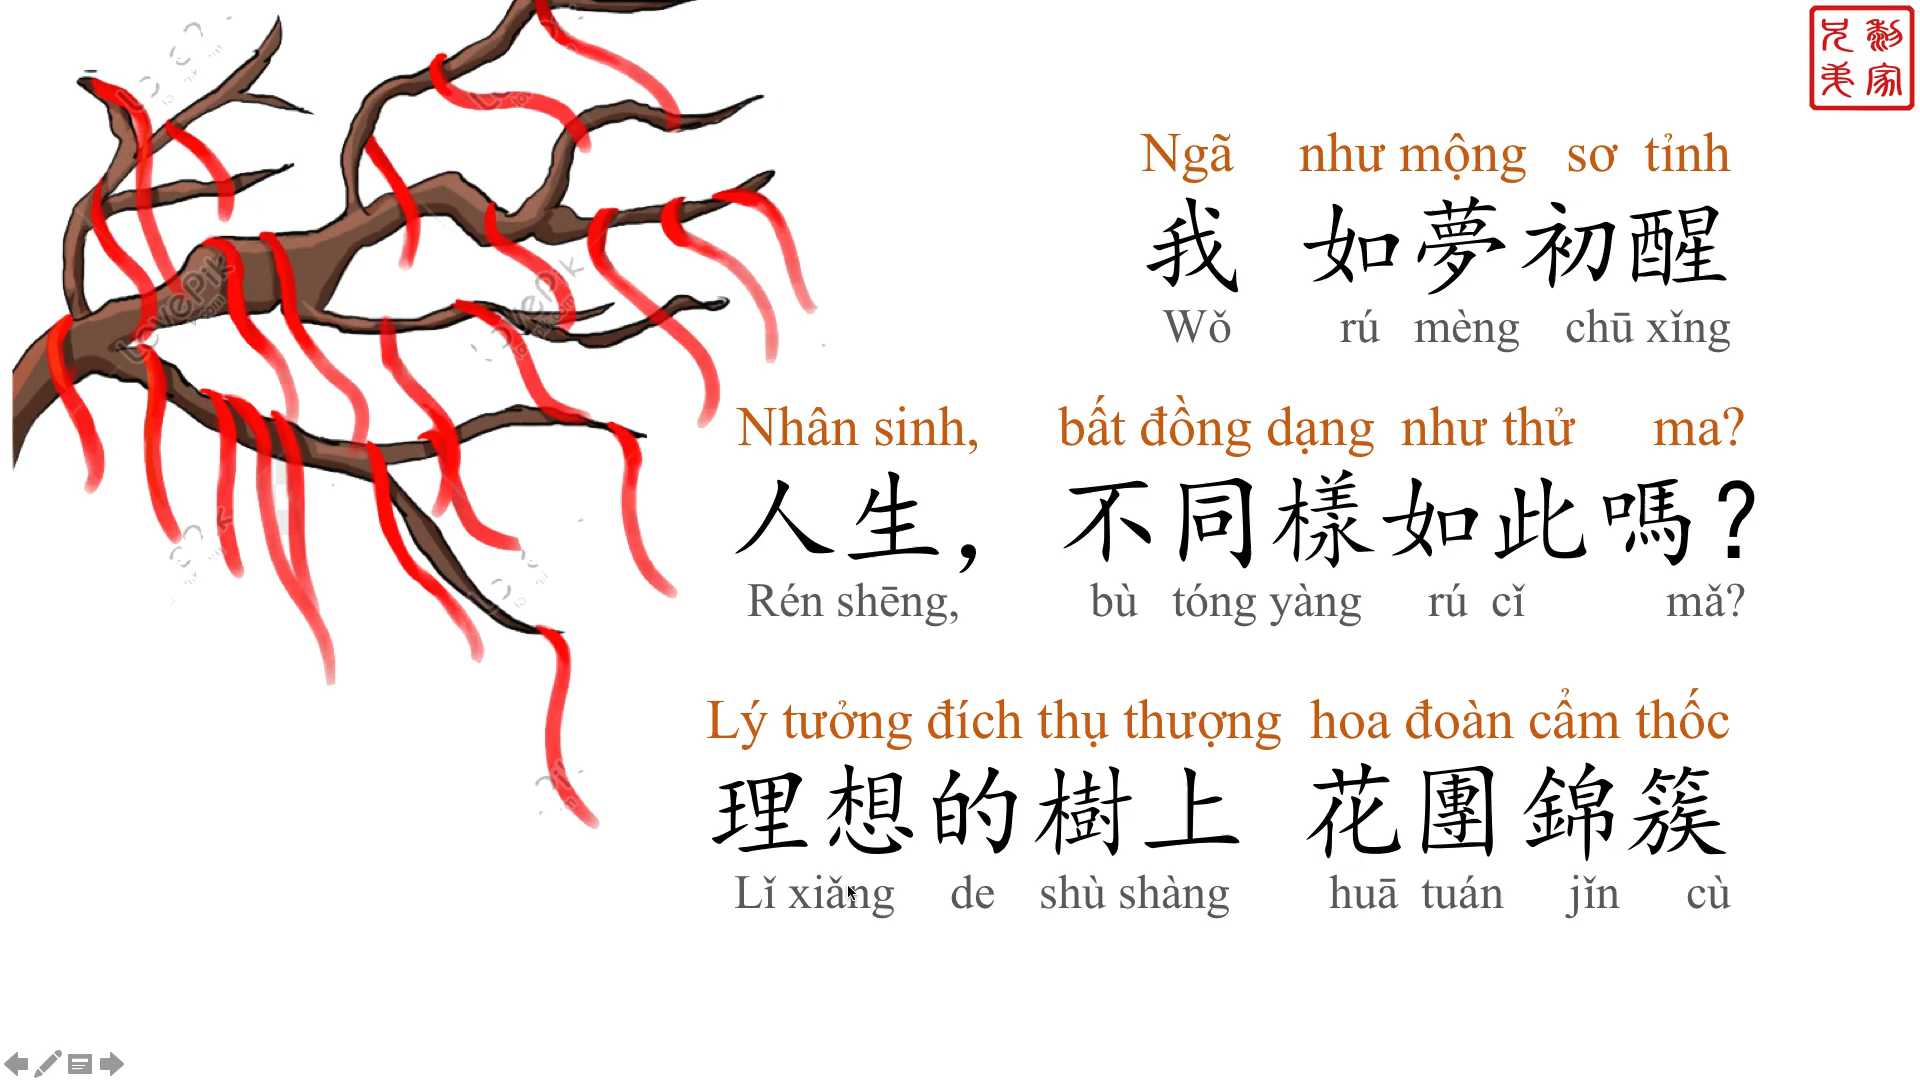 Ngã như mộng sơ tỉnh
我 如夢初醒
Wǒ rú mèng chū xǐng
Nhân sinh, bất đồng dạng như thử ma?
人生, 不同樣如此嗎?
Rén shēng, bù tóng yàng rú cǐ mǎ?
Lý tưởng đích thụ thượng hoa đoàn cẩm thốc
理想的樹上 花團錦簇
Lǐ xiǎng de shù shàng huā tuán jǐn cù